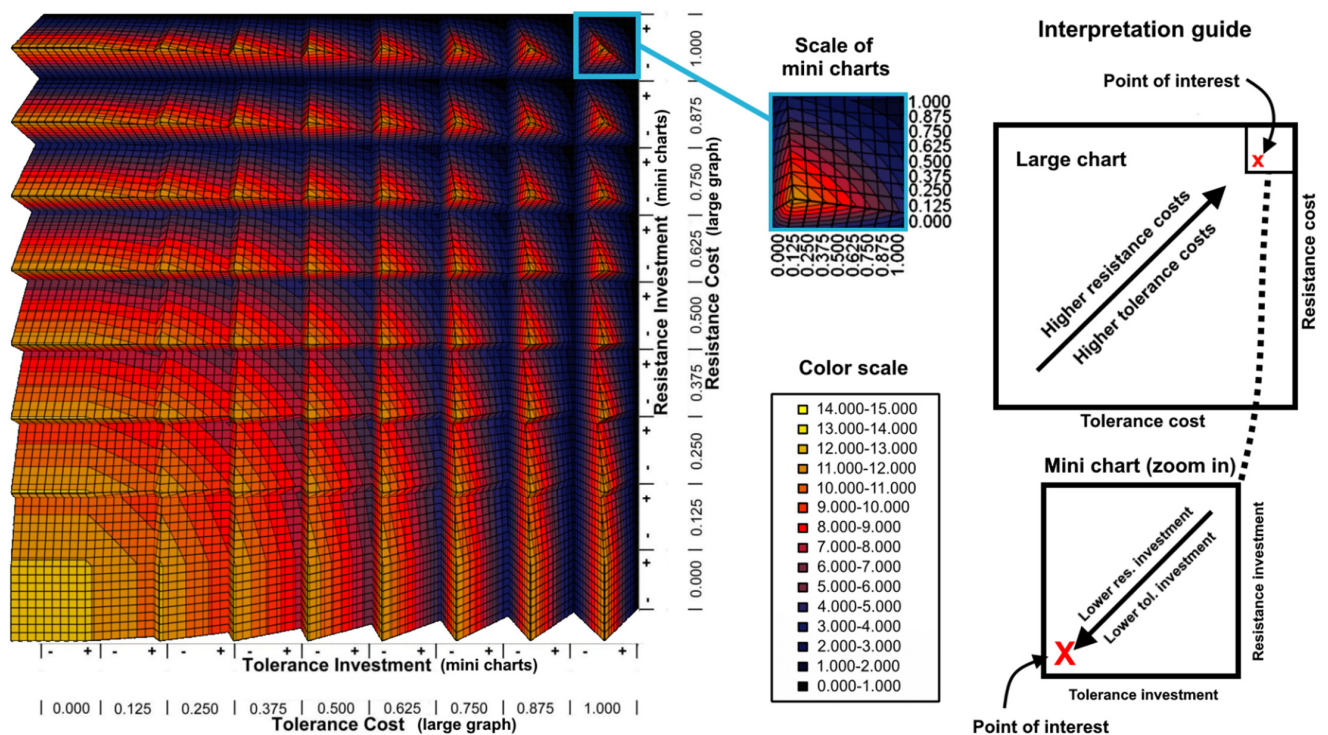 +
-
+
-
+
-
+
-
+
-
+
-
+
-
+
-
+
-
1.000
0.875
0.750
0.625
0.500
0.375
0.250
0.125
0.000
Resistance Investment (mini charts)
Resistance Cost (large graph)
- + - + - + - + - + - + - + - + - +
Tolerance Investment (mini charts)
0.000 0.125 0.250 0.375 0.500 0.625 0.750 0.875 1.000
Tolerance Cost (large graph)
Scale of
mini charts
1.000
0.875
0.750
0.625
0.500
0.375
0.250
0.125
0.000
0.000
0.125
0.250
0.375
0.500
0.625
0.750
0.875
1.000
Color scale
14.000-15.000
13.000-14.000
12.000-13.000
11.000-12.000
10.000-11.000
9.000-10.000
8.000-9.000
7.000-8.000
6.000-7.000
5.000-6.000
4.000-5.000
3.000-4.000
2.000-3.000
1.000-2.000
0.000-1.000
Interpretation guide
Point of interest
Large chart
x
Higher resistance costs
Higher tolerance costs
Resistance cost
Tolerance cost
Mini chart (zoom in)
Lower res. investment
Lower tol. investment
X
Resistance investment
Tolerance investment
Point of interest